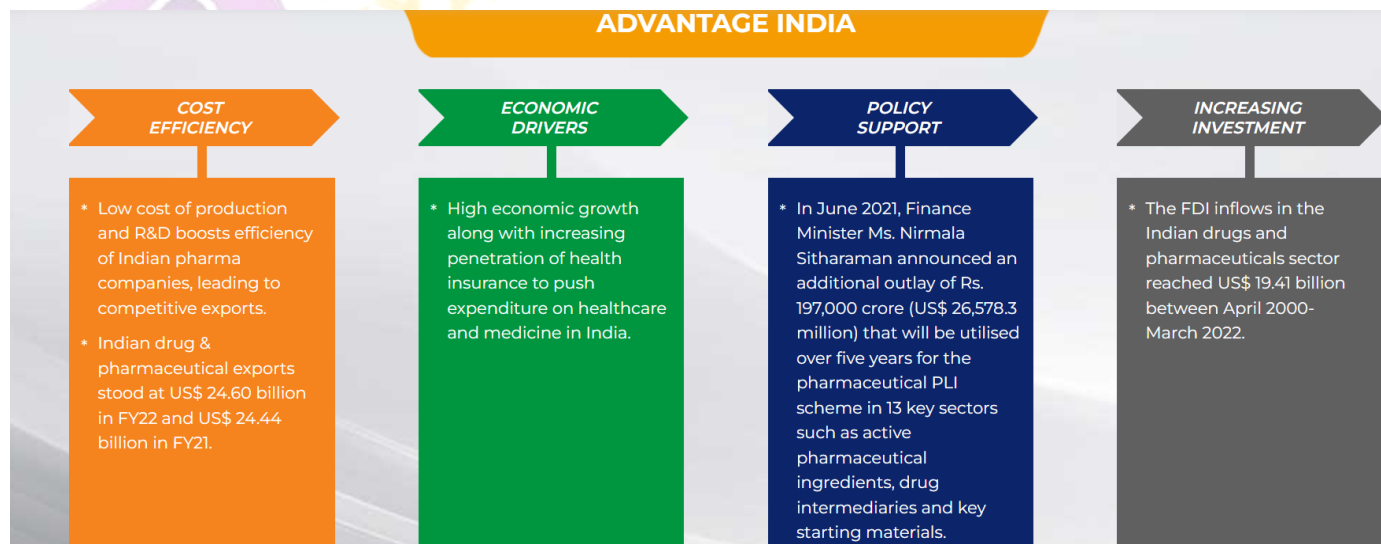 ADVANTAGE INDIA
COST
EFFICIENCY
* Low cost of production
and R&D boosts efficiency
of Indian pharma
companies, leading to
competitive exports.
* Indian drug &
pharmaceutical exports
stood at US$ 24.60 billion
in FY22 and US$ 24.44
billion in FY21.
ECONOMIC
DRIVERS
* High economic growth
along with increasing
penetration of health
insurance to push
expenditure on healthcare
and medicine in India.
POLICY
SUPPORT
* In June 2021, Finance
Minister Ms. Nirmala
Sitharaman announced an
additional outlay of Rs.
197,000 crore (US$ 26,578.3
million) that will be utilised
over five years for the
pharmaceutical PLI
scheme in 13 key sectors
such as active
pharmaceutical
ingredients, drug
intermediaries and key
starting materials.
INCREASING
INVESTMENT
* The FDI inflows in the
Indian drugs and
pharmaceuticals sector
reached US$ 19.41 billion
between April 2000-
March 2022.